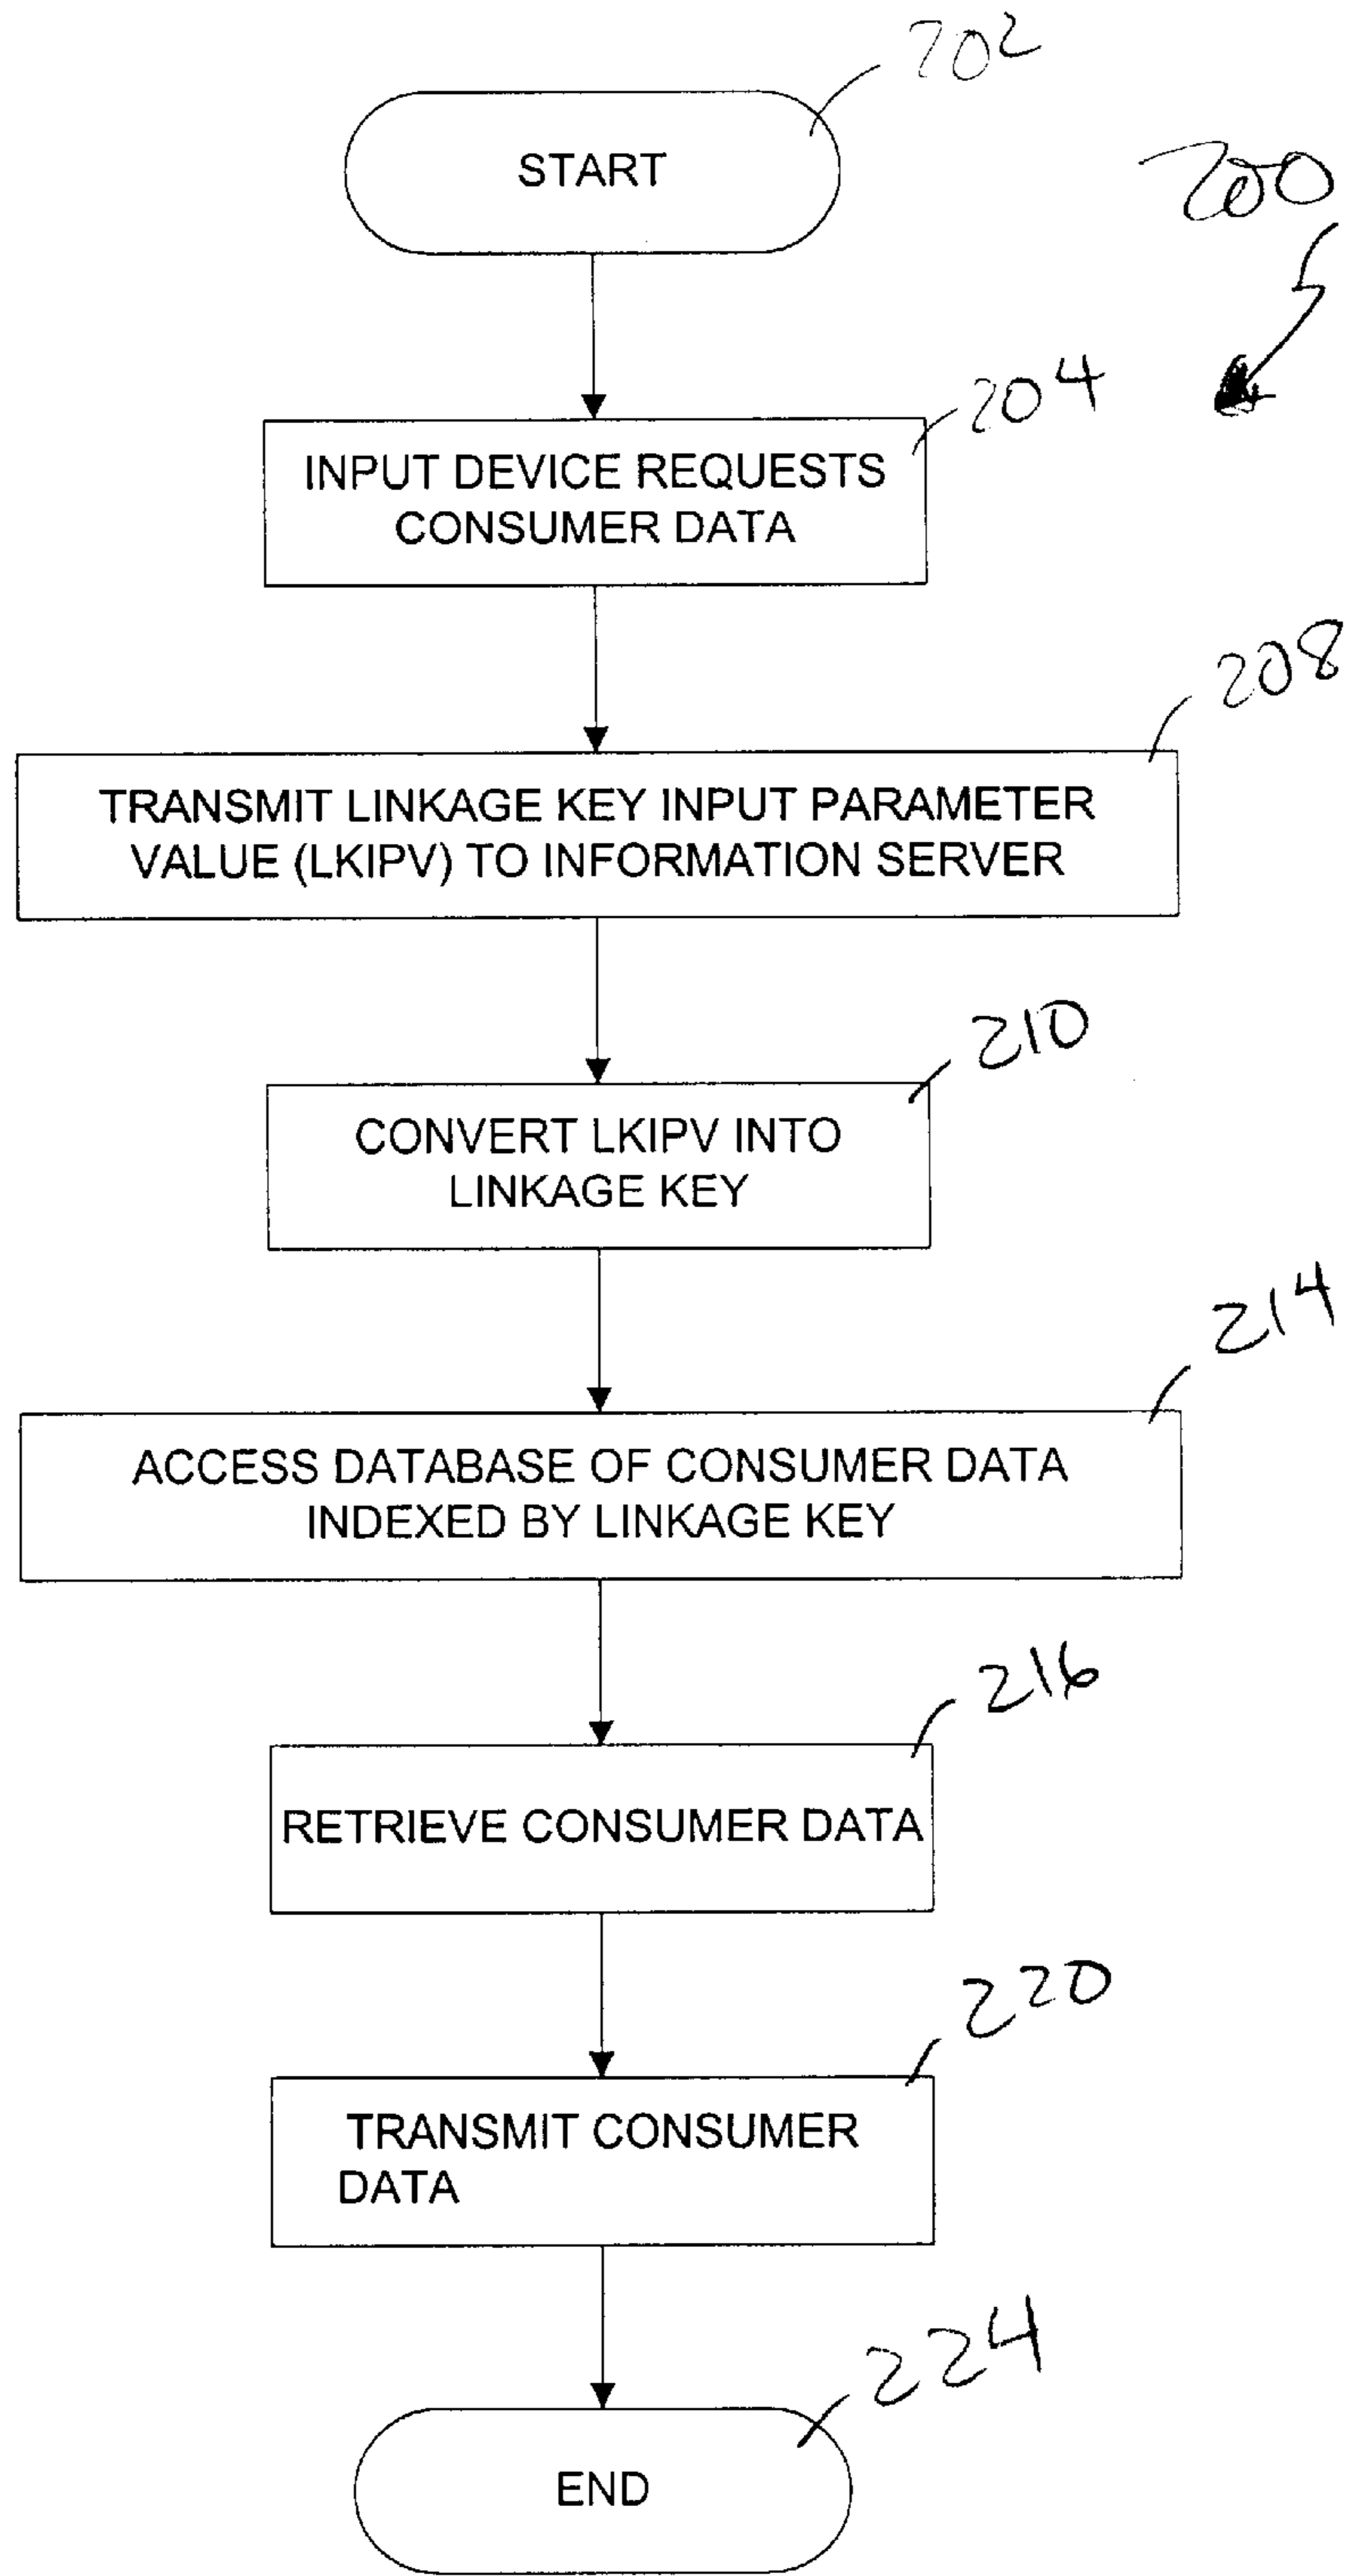 202
START
200
204
INPUT DEVICE REQUESTS
CONSUMER DATA
208
TRANSMIT LINKAGE KEY INPUT PARAMETER
VALUE (LKIPV) TO INFORMATION SERVER
210
CONVERT LKIPV INTO
LINKAGE KEY
214
ACCESS DATABASE OF CONSUMER DATA
INDEXED BY LINKAGE KEY
216
RETRIEVE CONSUMER DATA
220
TRANSMIT CONSUMER
DATA
224
END